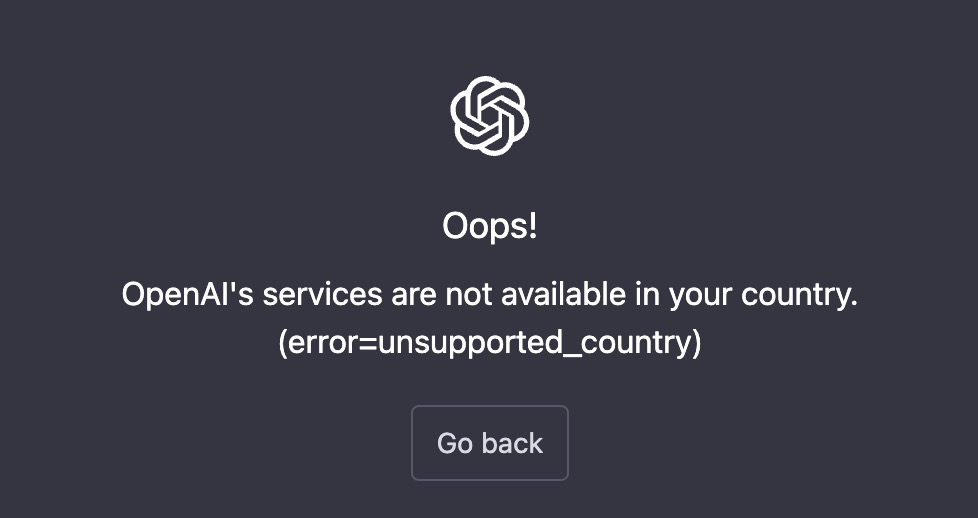 Oops!
OpenAI's services are not available in your country.
(error=unsupported_country)
Go back